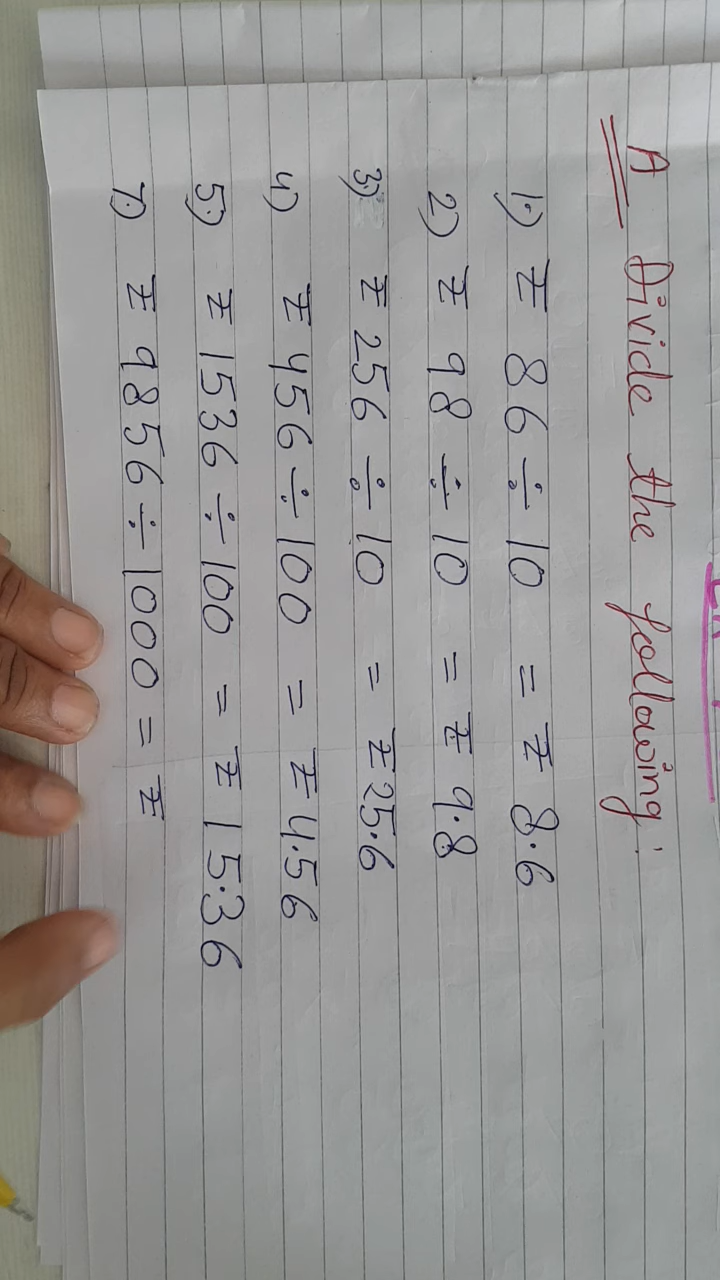 A Divide the following:
1.) ₹ 86 ÷ 10 = ₹ 8.6
2.) ₹ 98 ÷ 10 = ₹ 9.8
3.) ₹ 256 ÷ 10 = ₹ 25.6
4.) ₹ 456 ÷ 100 = ₹ 4.56
5.) ₹ 1536 ÷ 100 = ₹ 15.36
7.) ₹ 9856 ÷ 1000 = ₹